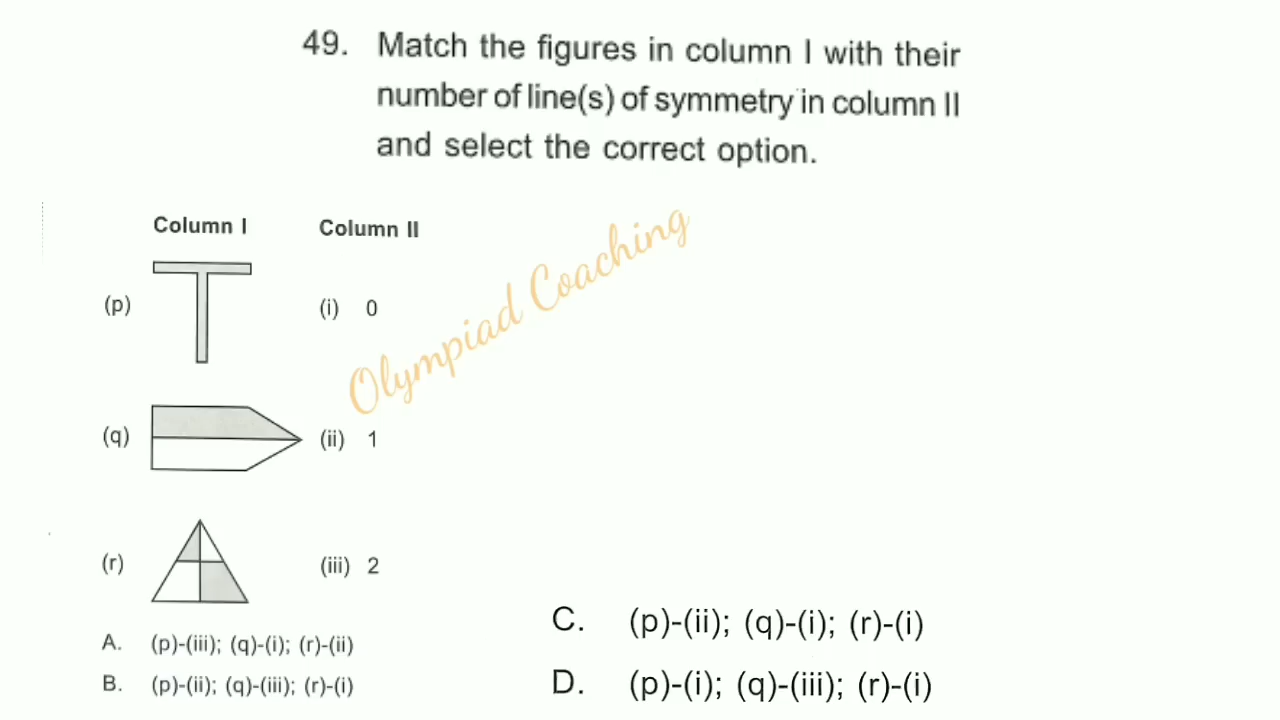 49. Match the figures in column I with their
number of line(s) of symmetry in column II
and select the correct option.
Column I Column II
(p) (i) 0
(q) (ii) 1
(r) (iii) 2
A. (p)-(iii); (q)-(i); (r)-(ii)
B. (p)-(ii); (q)-(iii); (r)-(i)
C. (p)-(ii); (q)-(i); (r)-(i)
D. (p)-(i); (q)-(iii); (r)-(i)
Olympiad Coaching